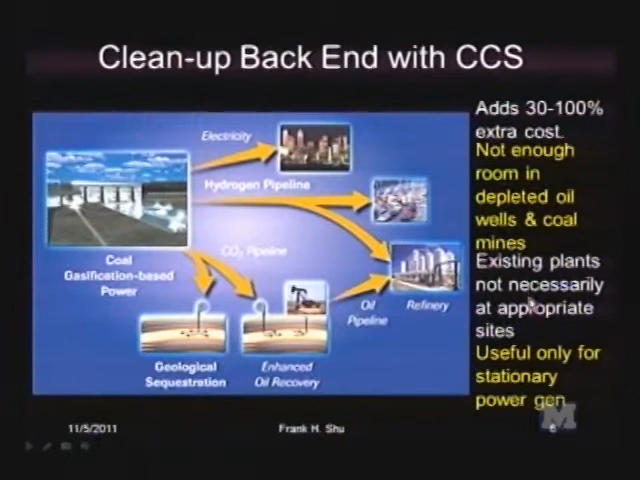 Clean-up Back End with CCS
Adds 30-100%
extra cost.
Not enough
room in
depleted oil
wells & coal
mines
Existing plants
not necessarily
at appropriate
sites
Useful only for
stationary
power gen.
Electricity
Hydrogen Pipeline
Coal
Gasification-based
Power
CO₂ Pipeline
Oil
Pipeline
Refinery
Geological
Sequestration
Enhanced
Oil Recovery
11/5/2011
Frank H. Shu
6
M